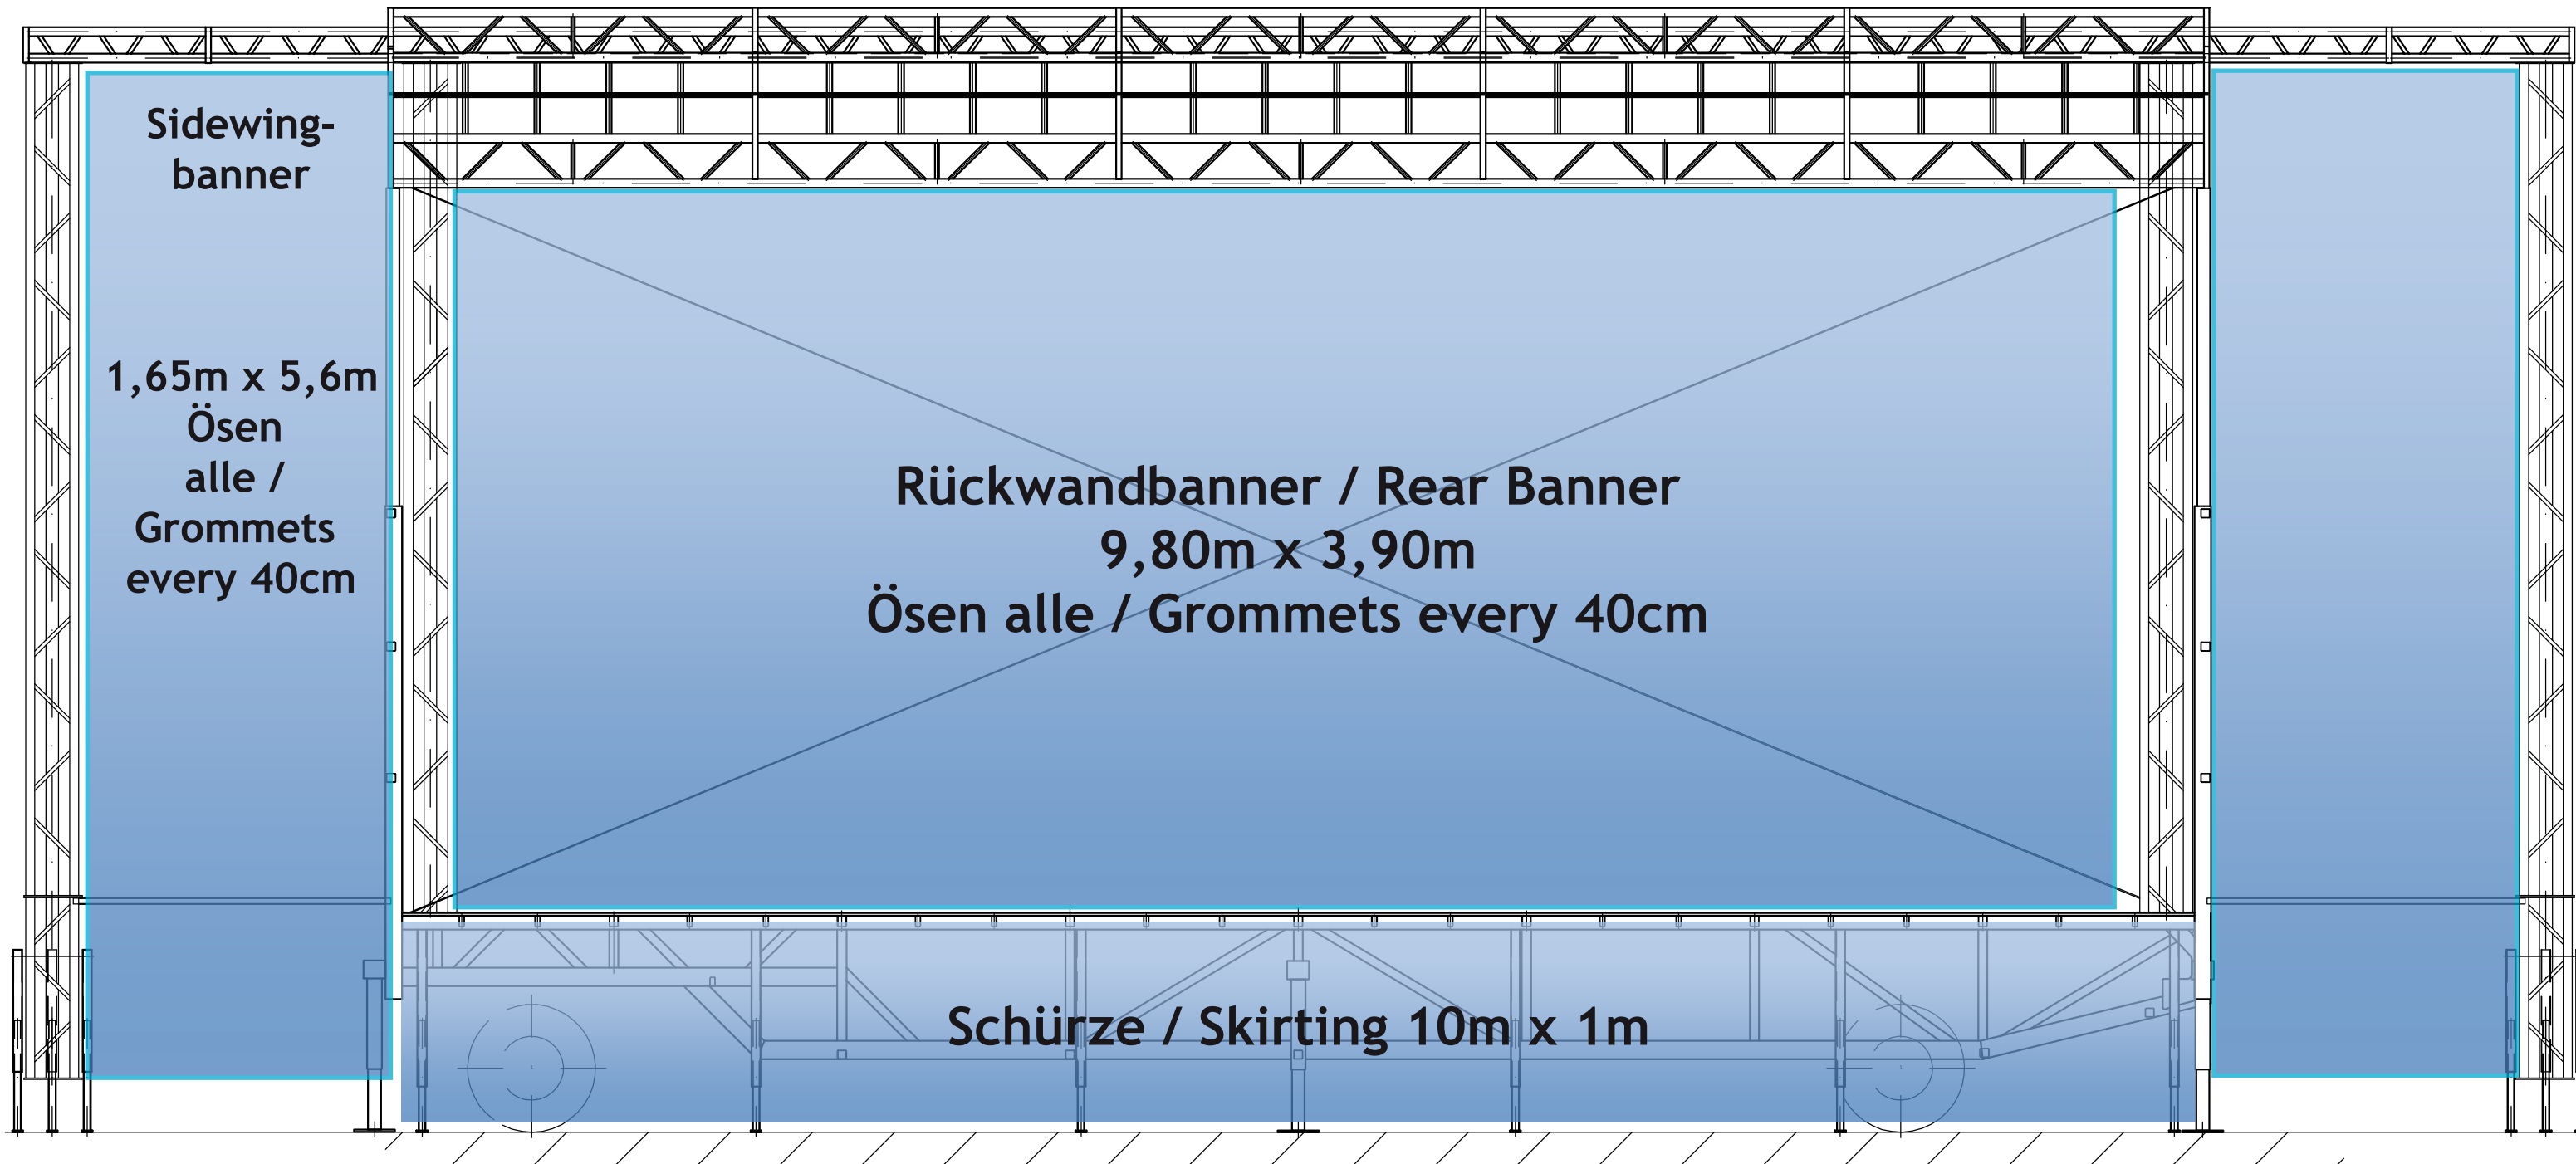 Sidewing-
banner
1,65m x 5,6m
Ösen
alle /
Grommets
every 40cm
Rückwandbanner / Rear Banner
9,80m x 3,90m
Ösen alle / Grommets every 40cm
Schürze / Skirting 10m x 1m